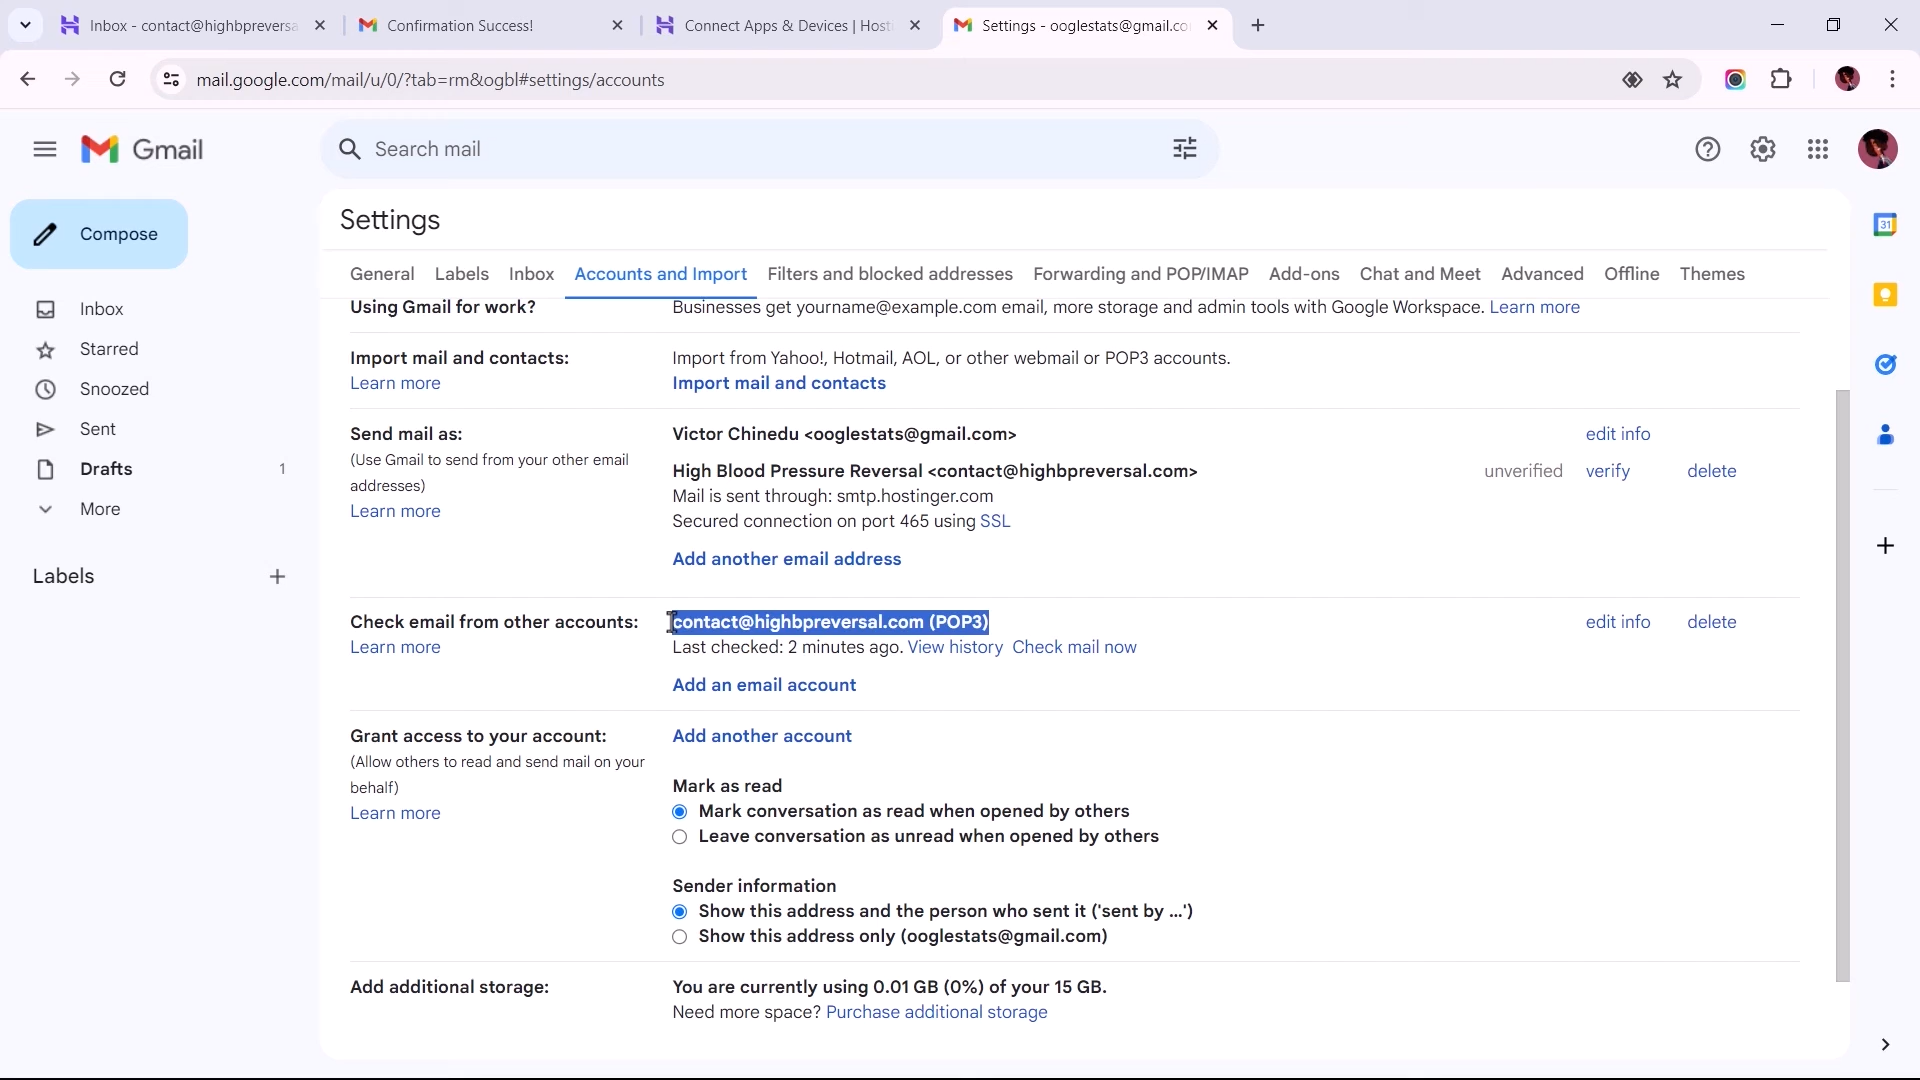 Inbox - contact@highbpreversa
Confirmation Success!
Connect Apps & Devices | Host
Settings - ooglestats@gmail.co
mail.google.com/mail/u/0/?tab=rm&ogbl#settings/accounts
Gmail
Search mail
Compose
Inbox
Starred
Snoozed
Sent
Drafts 1
More
Labels
Settings
General Labels Inbox Accounts and Import Filters and blocked addresses Forwarding and POP/IMAP Add-ons Chat and Meet Advanced Offline Themes
Using Gmail for work? Businesses get yourname@example.com email, more storage and admin tools with Google Workspace. Learn more
Import mail and contacts: Import from Yahoo!, Hotmail, AOL, or other webmail or POP3 accounts.
Learn more Import mail and contacts
Send mail as: Victor Chinedu <ooglestats@gmail.com> edit info
(Use Gmail to send from your other email
addresses)
Learn more
High Blood Pressure Reversal <contact@highbpreversal.com> unverified verify delete
Mail is sent through: smtp.hostinger.com
Secured connection on port 465 using SSL
Add another email address
Check email from other accounts: contact@highbpreversal.com (POP3) edit info delete
Learn more Last checked: 2 minutes ago. View history Check mail now
Add an email account
Grant access to your account: Add another account
(Allow others to read and send mail on your
behalf)
Learn more
Mark as read
Mark conversation as read when opened by others
Leave conversation as unread when opened by others
Sender information
Show this address and the person who sent it ('sent by ...')
Show this address only (ooglestats@gmail.com)
Add additional storage: You are currently using 0.01 GB (0%) of your 15 GB.
Need more space? Purchase additional storage
31